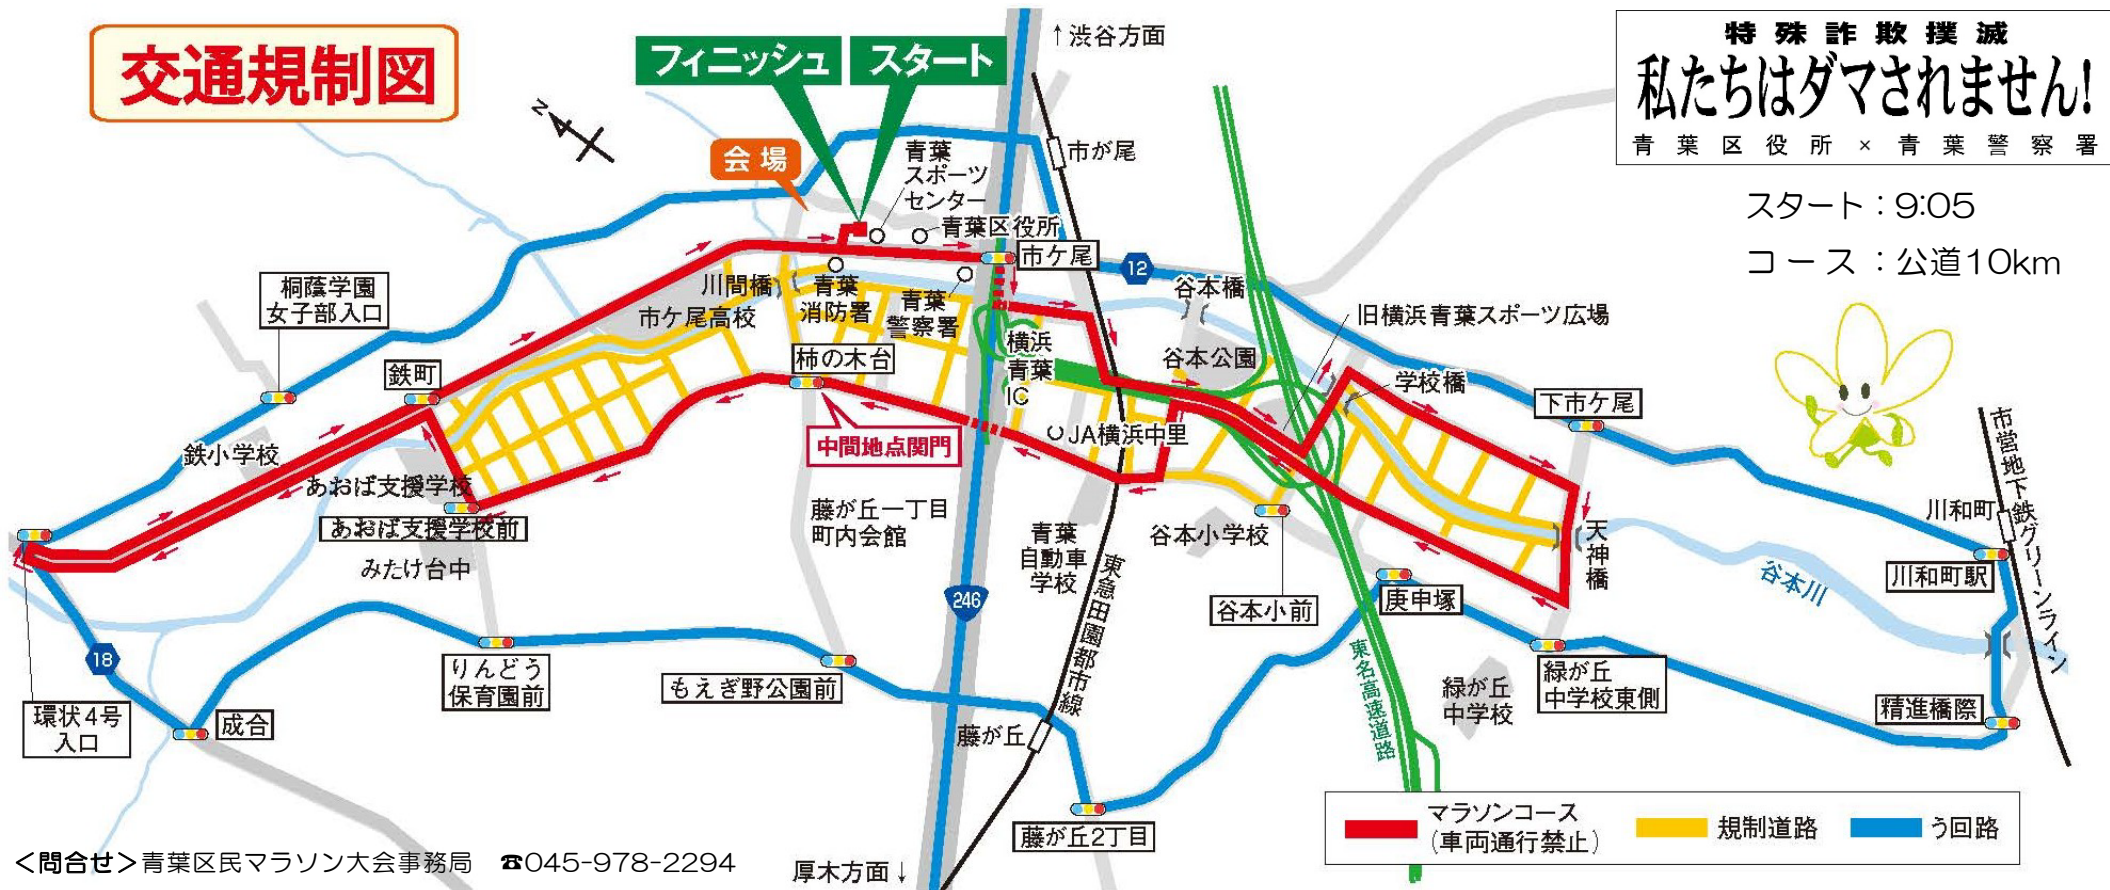 交通規制図
フィニッシュ
スタート
会場
↑渋谷方面
特殊詐欺撲滅
私たちはダマされません!
青葉区役所×青葉警察署
スタート：9:05
コース：公道10km
N
青葉
スポーツ
センター
青葉区役所
市が尾
市ケ尾
12
桐蔭学園
女子部入口
川間橋
市ケ尾高校
青葉
消防署
青葉
警察署
谷本橋
旧横浜青葉スポーツ広場
横浜
青葉
IC
谷本公園
学校橋
鉄町
柿の木台
下市ケ尾
中間地点関門
JA横浜中里
鉄小学校
あおば支援学校
あおば支援学校前
みたけ台中
藤が丘一丁目
町内会館
青葉
自動車
学校
谷本小学校
谷本小前
天神橋
谷本川
川和町
川和町駅
市営地下鉄グリーンライン
246
東急田園都市線
庚申塚
東名高速道路
18
りんどう
保育園前
もえぎ野公園前
緑が丘
中学校
緑が丘
中学校東側
精進橋際
環状4号
入口
成合
藤が丘
藤が丘2丁目
マラソンコース
(車両通行禁止)
規制道路
う回路
＜問合せ＞青葉区民マラソン大会事務局 ☎045-978-2294
厚木方面↓